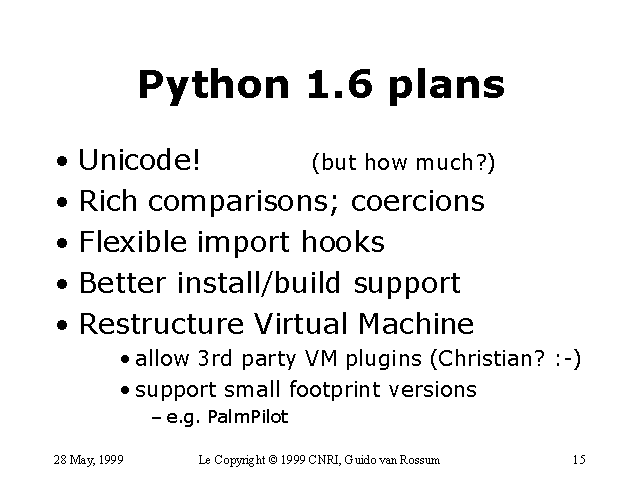 Python 1.6 plans
• Unicode! (but how much?)
• Rich comparisons; coercions
• Flexible import hooks
• Better install/build support
• Restructure Virtual Machine
• allow 3rd party VM plugins (Christian? :-)
• support small footprint versions
– e.g. Palm.Pilot
28 May, 1999 Le Copyright © 1999 CNRI, Guido van Rossum 15